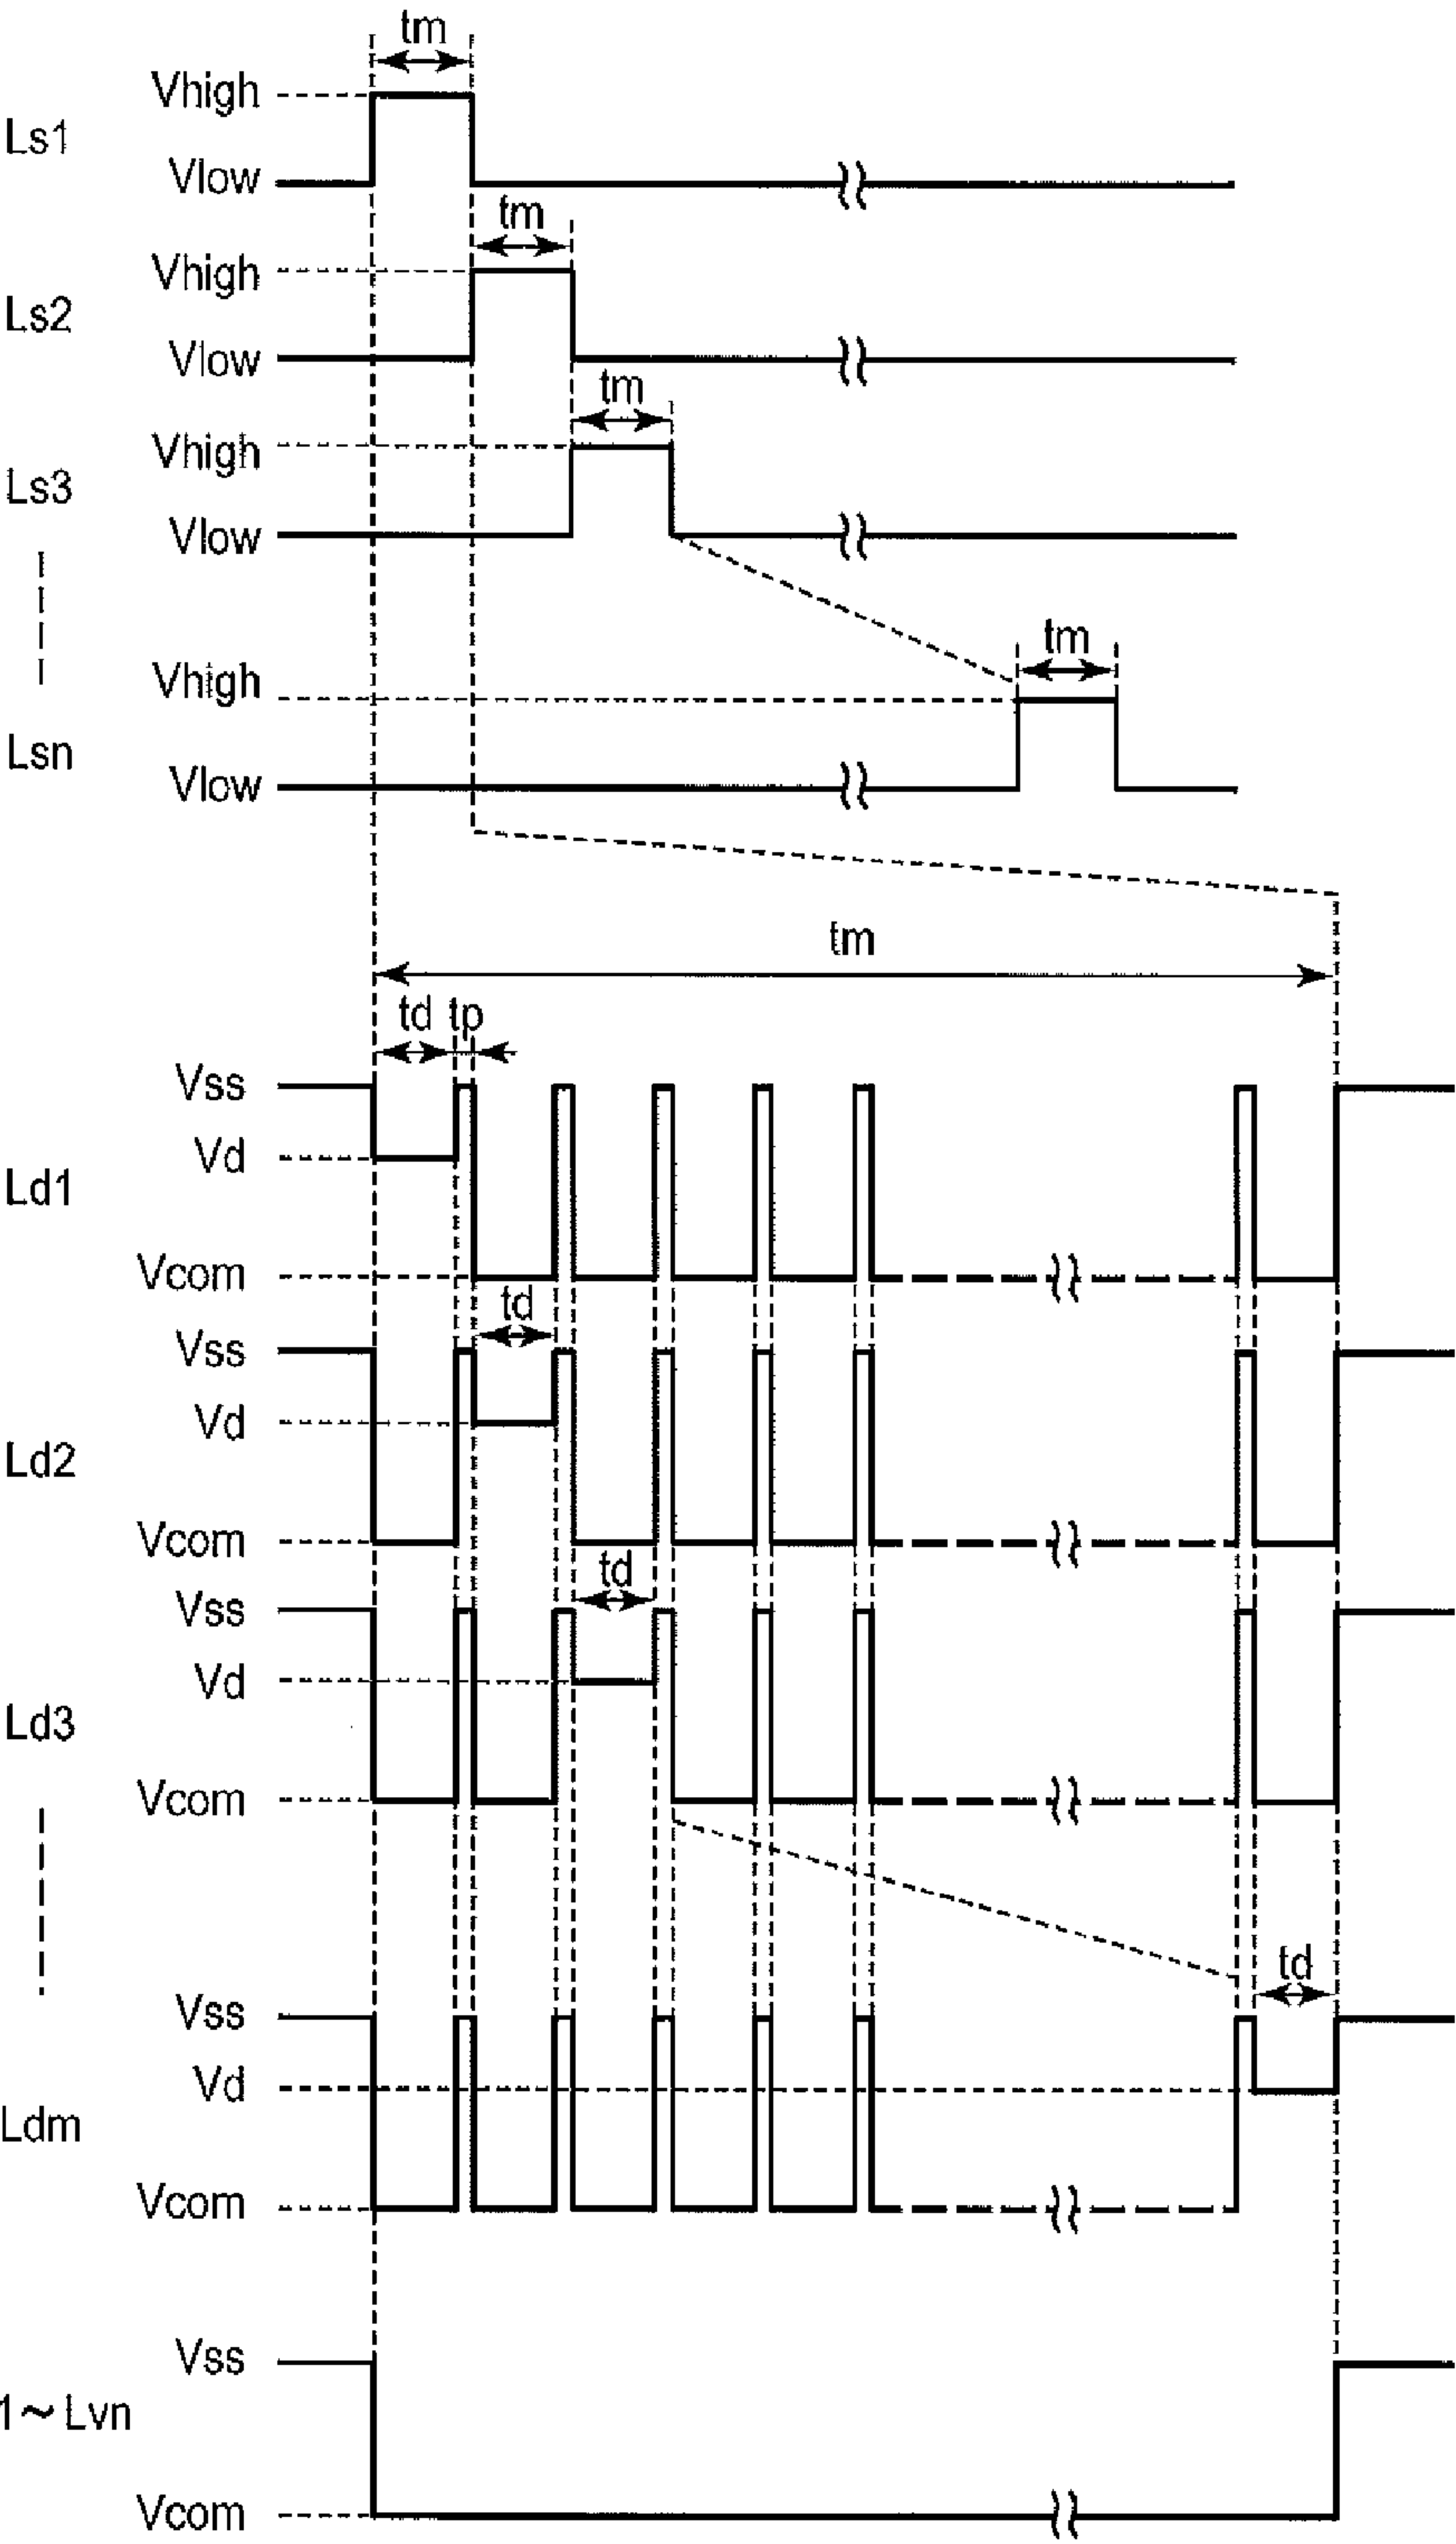 tm
Vhigh
Ls1
Vlow
tm
Vhigh
Ls2
Vlow
tm
Vhigh
Ls3
Vlow
tm
Vhigh
Lsn
Vlow
tm
td tp
Vss
Vd
Ld1
Vcom
td
Vss
Vd
Ld2
Vcom
td
Vss
Vd
Ld3
Vcom
td
Vss
Vd
Ldm
Vcom
Vss
1~Lvn
Vcom